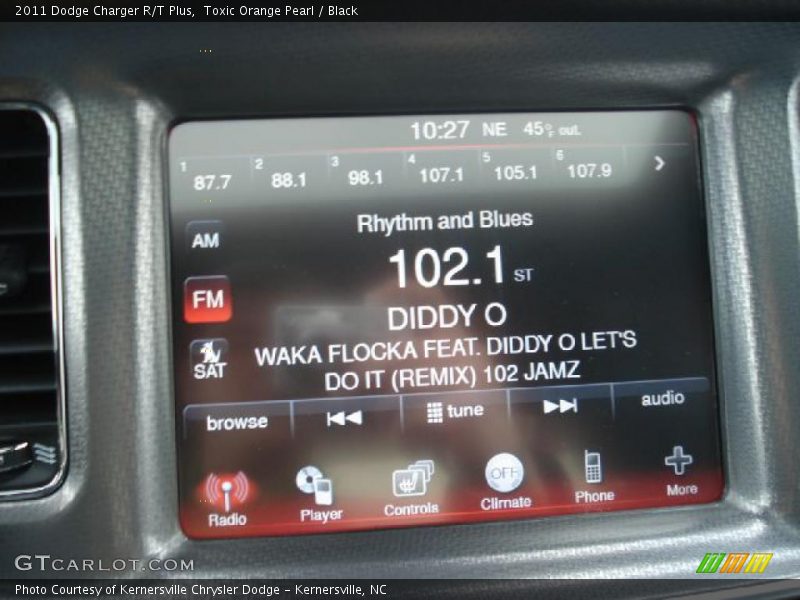 2011 Dodge Charger R/T Plus,  Toxic Orange Pearl / Black
10:27 NE 45°F out.
1 87.7 2 88.1 3 98.1 4 107.1 5 105.1 6 107.9 >
Rhythm and Blues
AM
102.1 ST
FM
DIDDY O
WAKA FLOCKA FEAT. DIDDY O LET'S
SAT
DO IT (REMIX) 102 JAMZ
browse tune audio
OFF
Radio Player Controls Climate Phone More
GTCARLOT.COM
Photo Courtesy of Kernersville Chrysler Dodge – Kernersville, NC